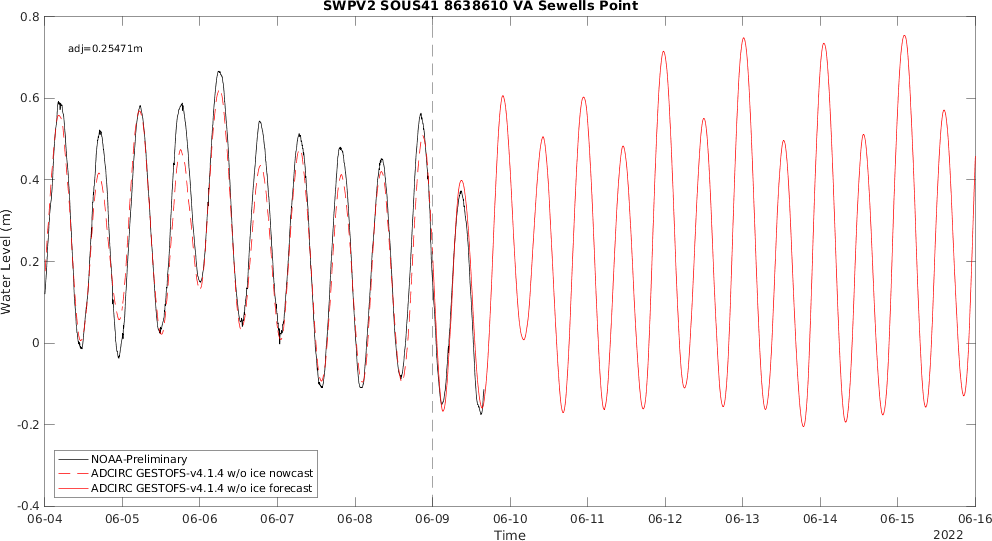 SWPV2 SOUS41 8638610 VA Sewells Point
adj=0.25471m
0.8
0.6
0.4
0.2
0
-0.2
-0.4
Water Level (m)
NOAA-Preliminary
ADCIRC GESTOFS-v4.1.4 w/o ice nowcast
ADCIRC GESTOFS-v4.1.4 w/o ice forecast
06-04 06-05 06-06 06-07 06-08 06-09 06-10 06-11 06-12 06-13 06-14 06-15 06-16
Time
2022